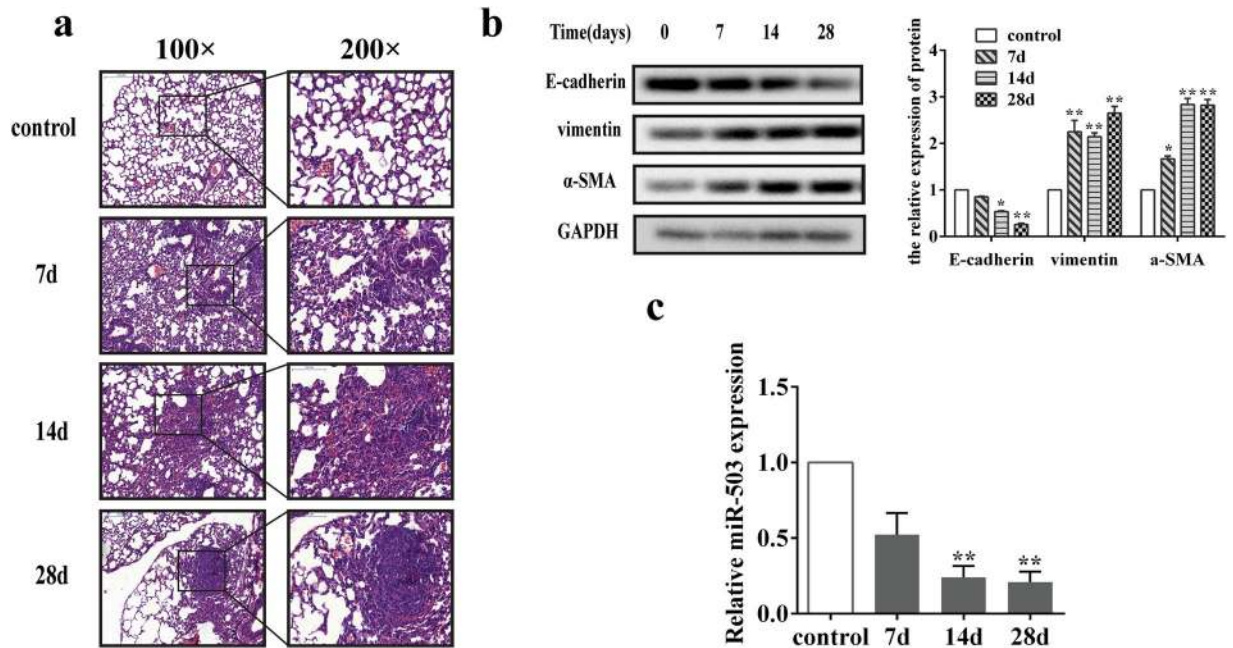 a
100× 200×
control
7d
14d
28d
b
Time(days) 0 7 14 28
E-cadherin
vimentin
α-SMA
GAPDH
the relative expression of protein
4
3
2
1
0
control
7d
14d
28d
* **
** ** **
* ** **
E-cadherin vimentin a-SMA
c
Relative miR-503 expression
1.5
1.0
0.5
0.0
** **
control 7d 14d 28d